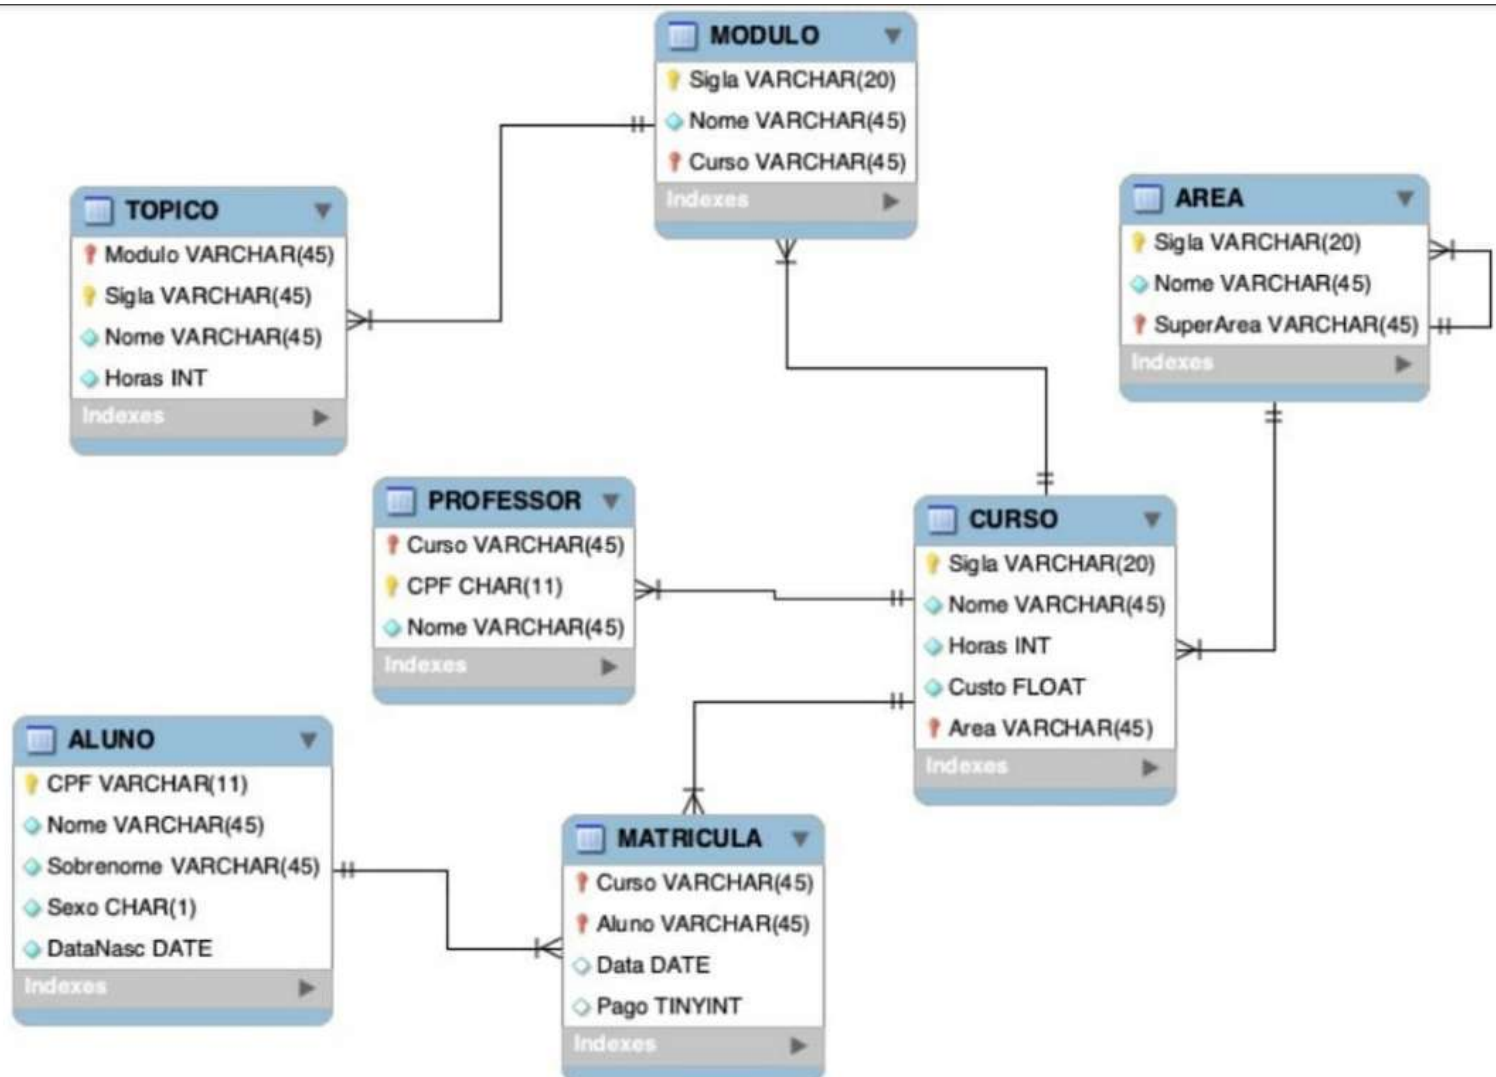 MODULO
Sigla VARCHAR(20)
Nome VARCHAR(45)
Curso VARCHAR(45)
Indexes
TOPICO
Modulo VARCHAR(45)
Sigla VARCHAR(45)
Nome VARCHAR(45)
Horas INT
Indexes
AREA
Sigla VARCHAR(20)
Nome VARCHAR(45)
SuperArea VARCHAR(45)
Indexes
PROFESSOR
Curso VARCHAR(45)
CPF CHAR(11)
Nome VARCHAR(45)
Indexes
CURSO
Sigla VARCHAR(20)
Nome VARCHAR(45)
Horas INT
Custo FLOAT
Area VARCHAR(45)
Indexes
ALUNO
CPF VARCHAR(11)
Nome VARCHAR(45)
Sobrenome VARCHAR(45)
Sexo CHAR(1)
DataNasc DATE
Indexes
MATRICULA
Curso VARCHAR(45)
Aluno VARCHAR(45)
Data DATE
Pago TINYINT
Indexes